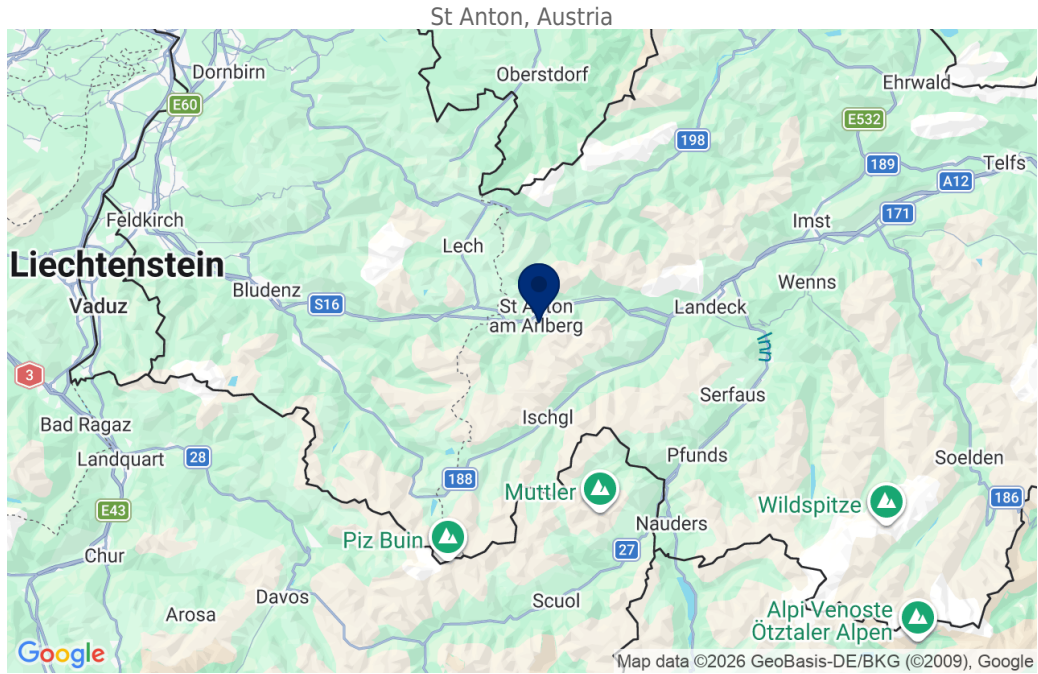 St Anton, Austria
Dornbirn
Oberstdorf
Ehrwald
E60
E532
198
189
Telfs
A12
171
Feldkirch
Imst
Lech
Liechtenstein
Wenns
Bludenz
S16
Vaduz
St Anton
am Arlberg
Landeck
Inn
3
Serfaus
Bad Ragaz
Ischgl
Landquart
28
Pfunds
Soelden
188
Muttler
Wildspitze
186
E43
Nauders
Piz Buin
27
Chur
Davos
Scuol
Arosa
Alpi Venoste
Ötztaler Alpen
Google
Map data ©2026 GeoBasis-DE/BKG (©2009), Google